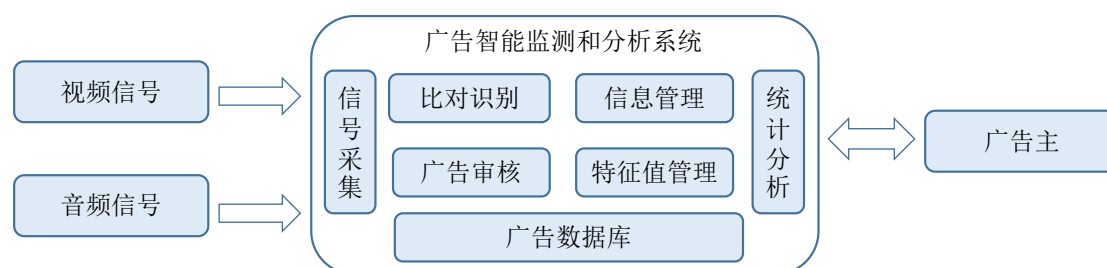 广告智能监测和分析系统
视频信号
音频信号
信号采集
比对识别
信息管理
广告审核
特征值管理
广告数据库
统计分析
广告主